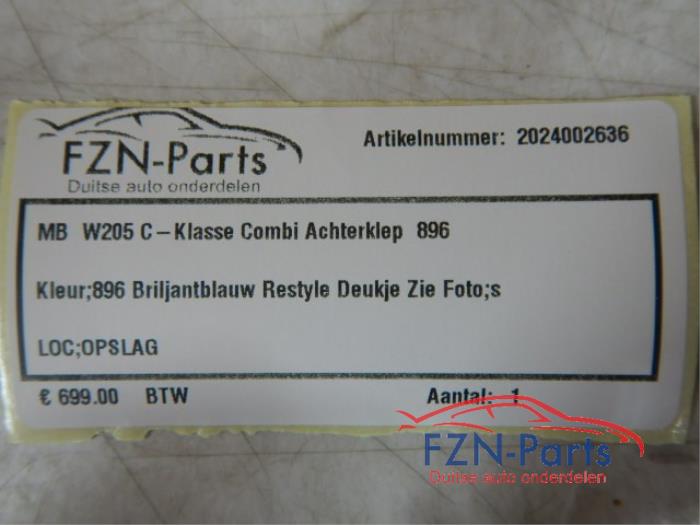 FZN-Parts
Duitse auto onderdelen
Artikelnummer: 2024002636
MB W205 C-Klasse Combi Achterklep 896
Kleur;896 Briljantblauw Restyle Deukje Zie Foto;s
LOC;OPSLAG
€ 699.00 BTW Aantal: 1
FZN-Parts
Duitse auto onderdelen